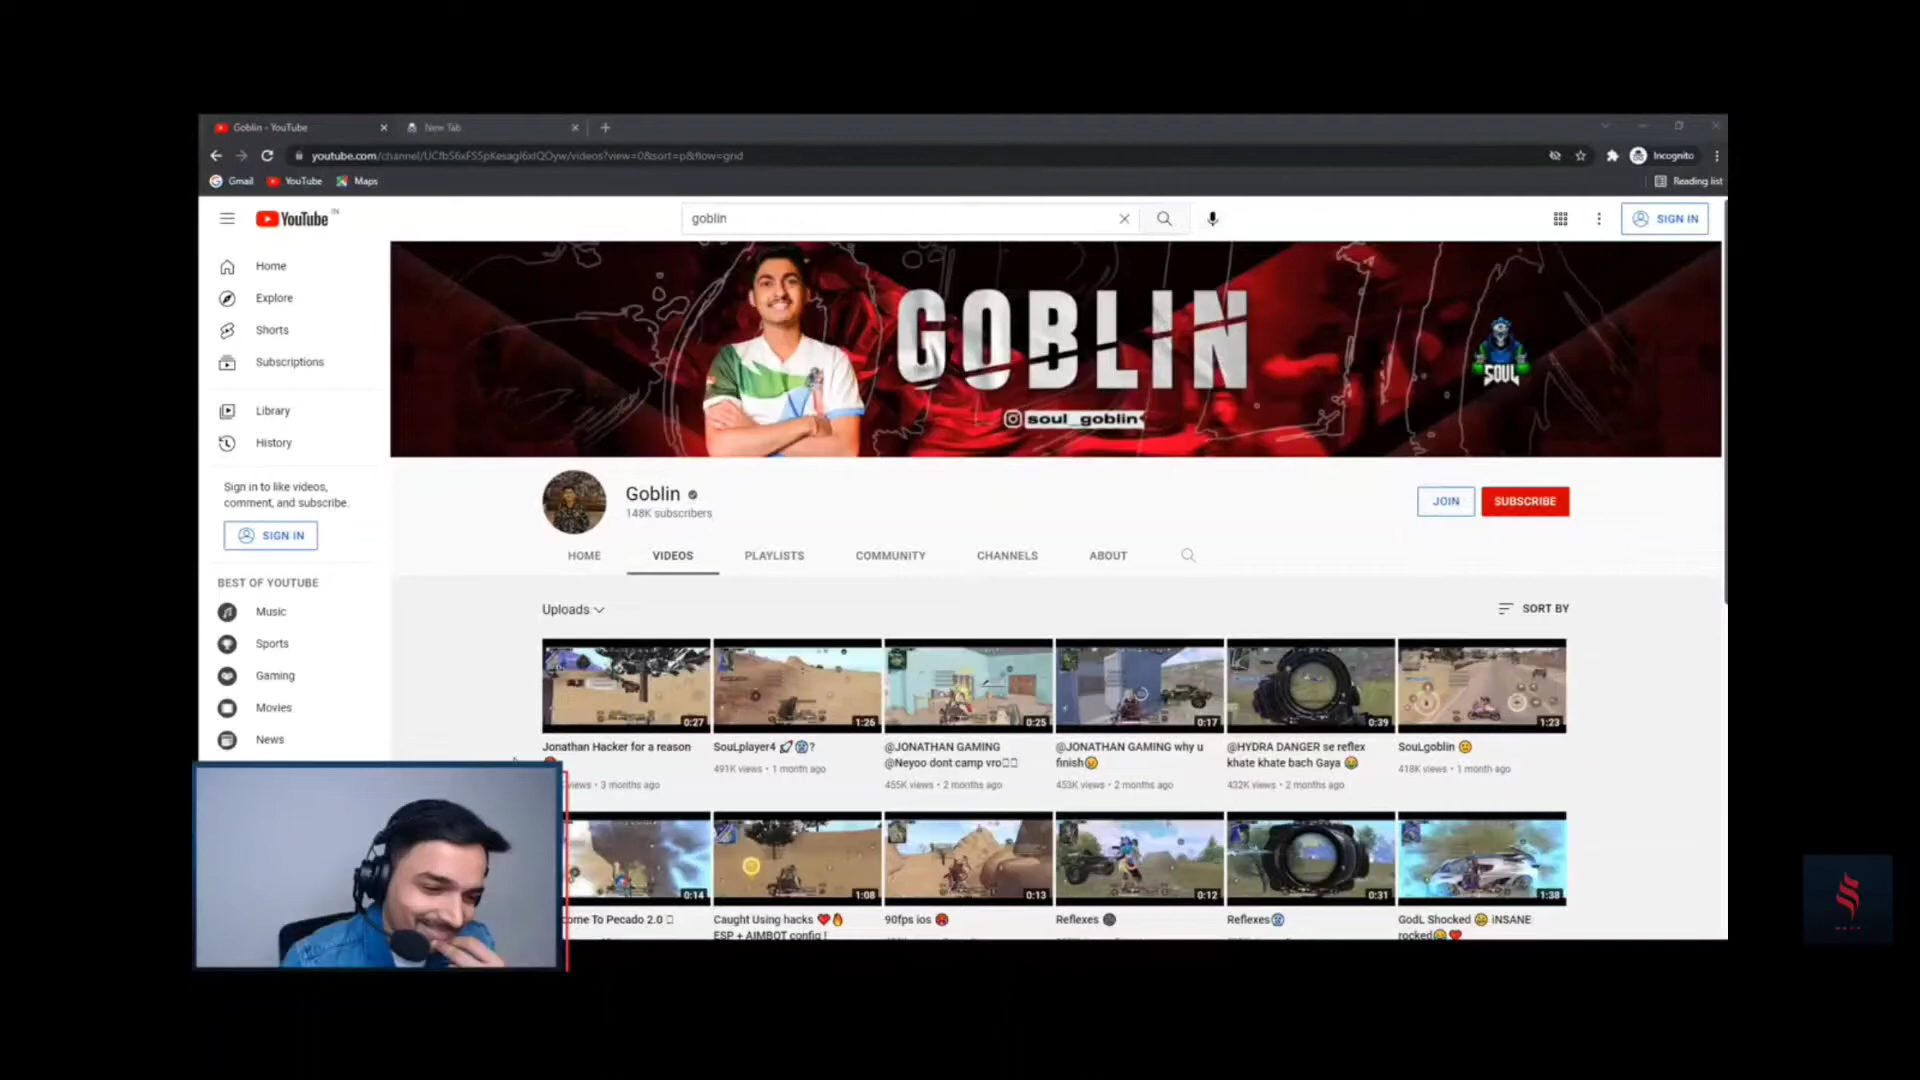 Goblin - YouTube
New Tab
Incognito
Gmail
YouTube
Maps
Reading list
YouTube IN
goblin
SIGN IN
Home
Explore
Shorts
Subscriptions
Library
History
Sign in to like videos,
comment, and subscribe.
SIGN IN
BEST OF YOUTUBE
Music
Sports
Gaming
Movies
News
GOBLIN
soul_goblin
SOUL
Goblin
148K subscribers
JOIN
SUBSCRIBE
HOME
VIDEOS
PLAYLISTS
COMMUNITY
CHANNELS
ABOUT
Uploads
SORT BY
0:27
Jonathan Hacker for a reason
views • 3 months ago
1:26
SouLplayer4 🚀😰?
491K views • 1 month ago
0:25
@JONATHAN GAMING
@Neyoo dont camp vro
455K views • 2 months ago
0:17
@JONATHAN GAMING why u
finish
453K views • 2 months ago
0:39
@HYDRA DANGER se reflex
khate khate bach Gaya 😂
432K views • 2 months ago
1:23
SouLgoblin
418K views • 1 month ago
0:14
ome To Pecado 2.0
1:08
Caught Using hacks ❤️🔥
ESP + AIMBOT config !
0:13
90fps ios
0:12
Reflexes
0:31
Reflexes
1:38
GodL Shocked iNSANE
rocked